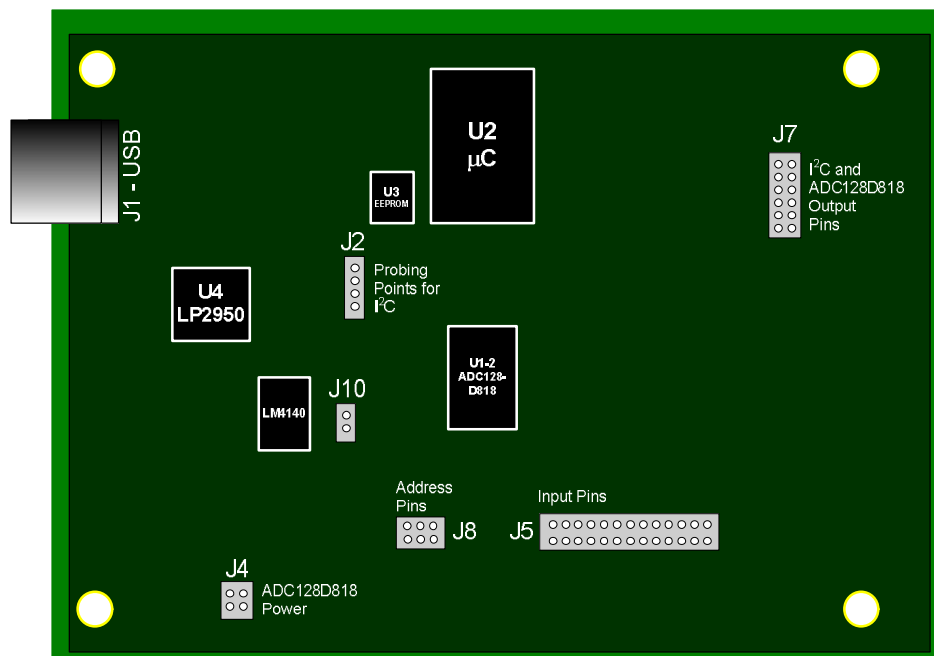 U2
μC
J7
I²C and
ADC128D818
Output
Pins
J1 - USB
U3
EEPROM
J2
Probing
Points for
I²C
U4
LP2950
U1-2
ADC128-
D818
J10
LM4140
Address
Pins
J8
Input Pins
J5
J4
ADC128D818
Power